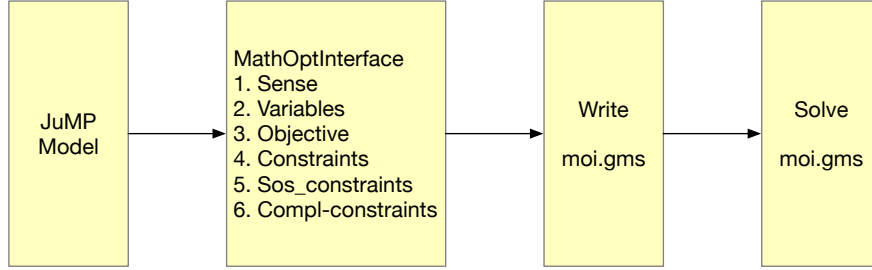 JuMP
Model
MathOptInterface
1. Sense
2. Variables
3. Objective
4. Constraints
5. Sos_constraints
6. Compl-constraints
Write
moi.gms
Solve
moi.gms